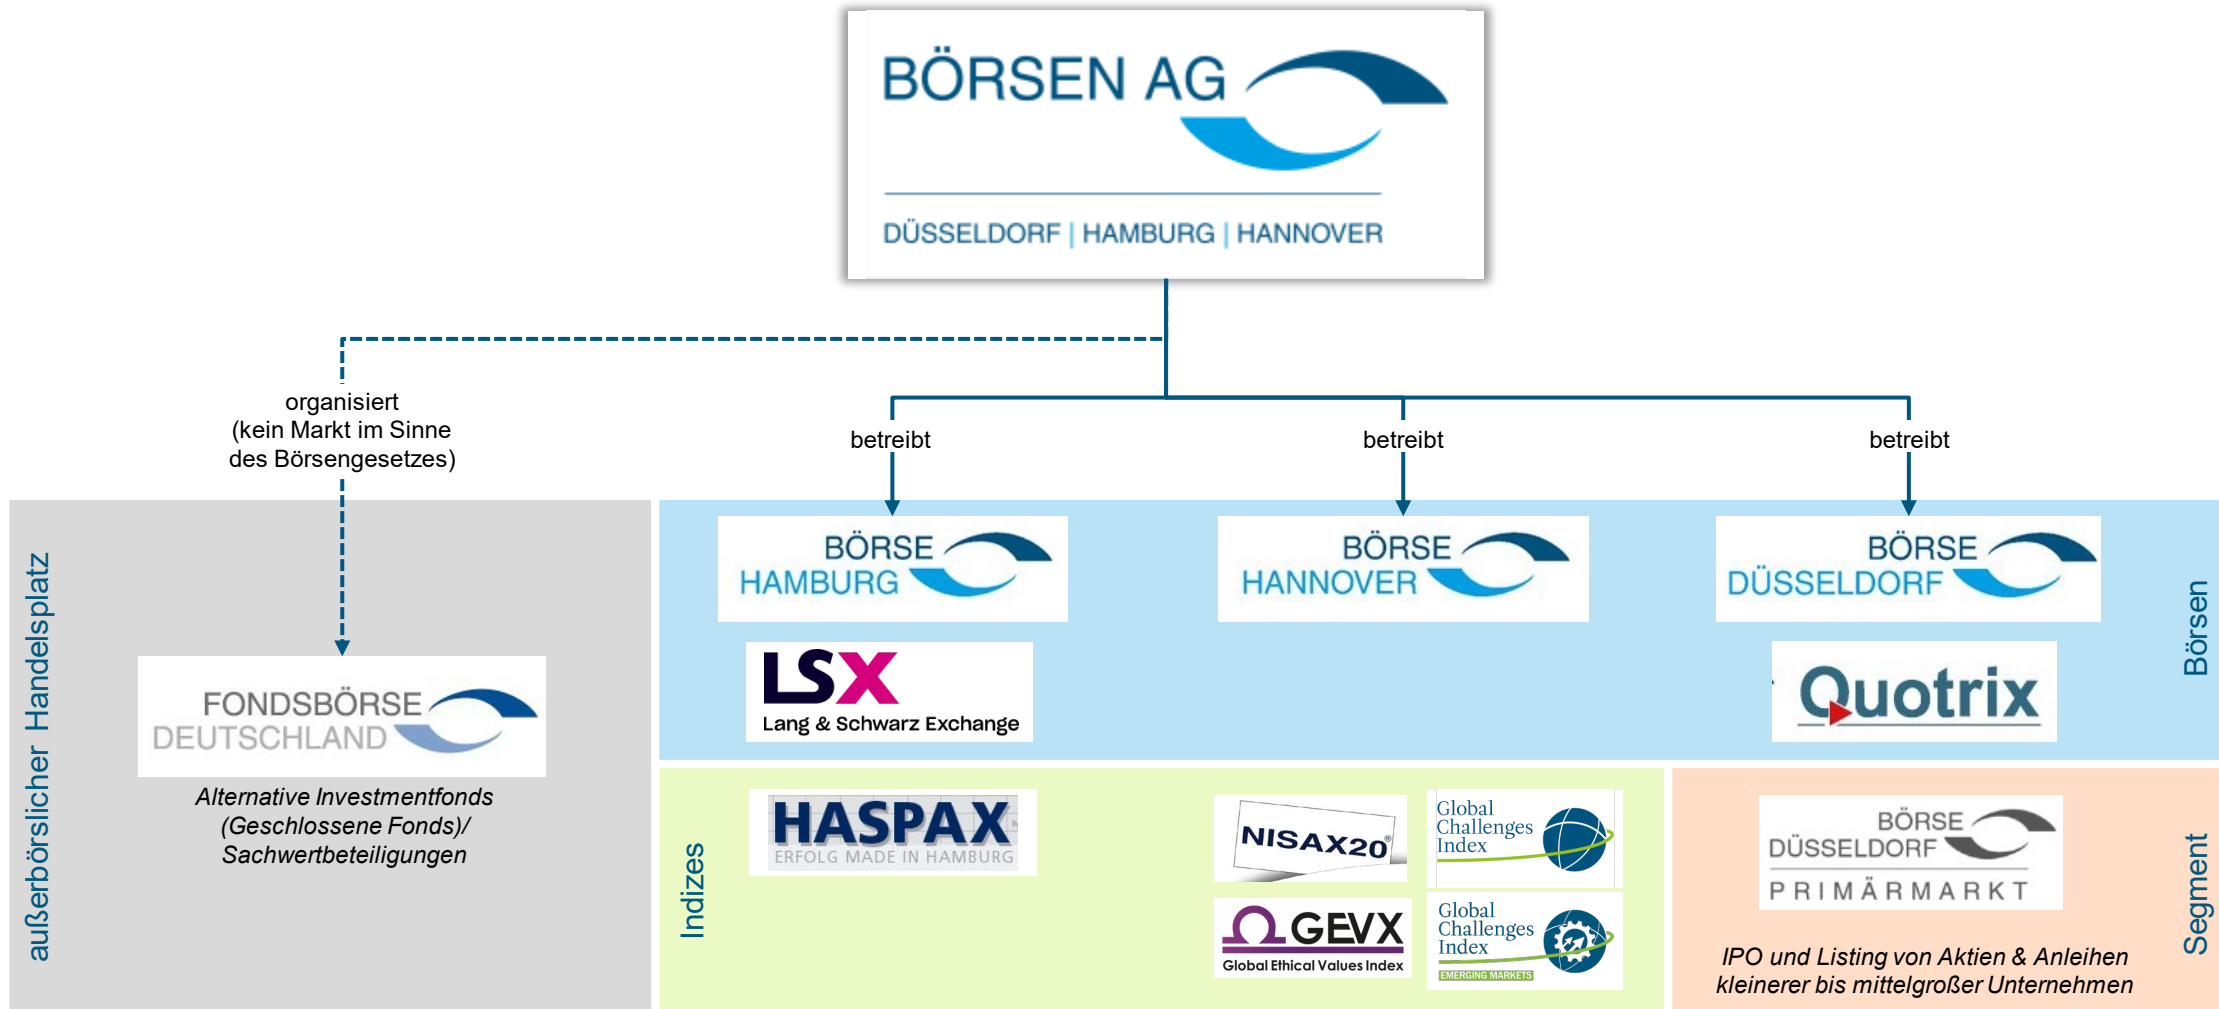 BÖRSEN AG
DÜSSELDORF | HAMBURG | HANNOVER
organisiert
(kein Markt im Sinne
des Börsengesetzes)
betreibt
betreibt
betreibt
außerbörslicher Handelsplatz
FONDSBÖRSE
DEUTSCHLAND
Alternative Investmentfonds
(Geschlossene Fonds)/
Sachwertbeteiligungen
BÖRSE
HAMBURG
BÖRSE
HANNOVER
BÖRSE
DÜSSELDORF
Börsen
LSX
Lang & Schwarz Exchange
Quotrix
Indizes
HASPAX
ERFOLG MADE IN HAMBURG
NISAX20®
Global
Challenges
Index
GEVX
Global Ethical Values Index
Global
Challenges
Index
EMERGING MARKETS
BÖRSE
DÜSSELDORF
PRIMÄRMARKT
IPO und Listing von Aktien & Anleihen
kleinerer bis mittelgroßer Unternehmen
Segment